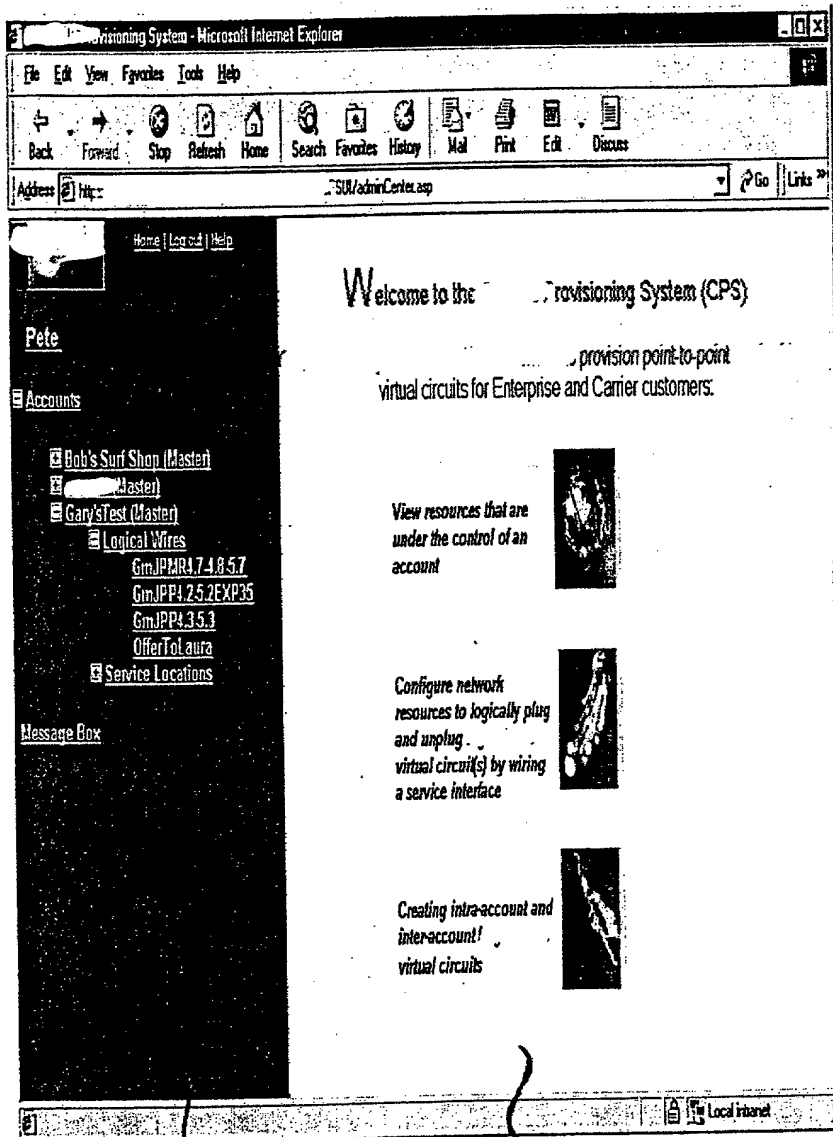 visioning System - Microsoft Internet Explorer
File Edit View Favorites Tools Help
Back Forward Stop Refresh Home Search Favorites History Mail Print Edit Discuss
Address http: SUI/adminCenter.asp Go Links »
Home | Log out | Help
Welcome to the rovisioning System (CPS)
Pete
provision point-to-point
virtual circuits for Enterprise and Carrier customers:
Accounts
Bob's Surf Shop (Master)
Master)
Gary'sTest (Master)
Logical Wires
GmJPMR4.7-4.8-5.7
GmJPP4.2-5.2EXP35
GmJPP4.3-5.3
OfferToLaura
Service Locations
Message Box
View resources that are
under the control of an
account
Configure network
resources to logically plug
and unplug
virtual circuit(s) by wiring
a service interface
Creating intra-account and
inter-account
virtual circuits
Local intranet